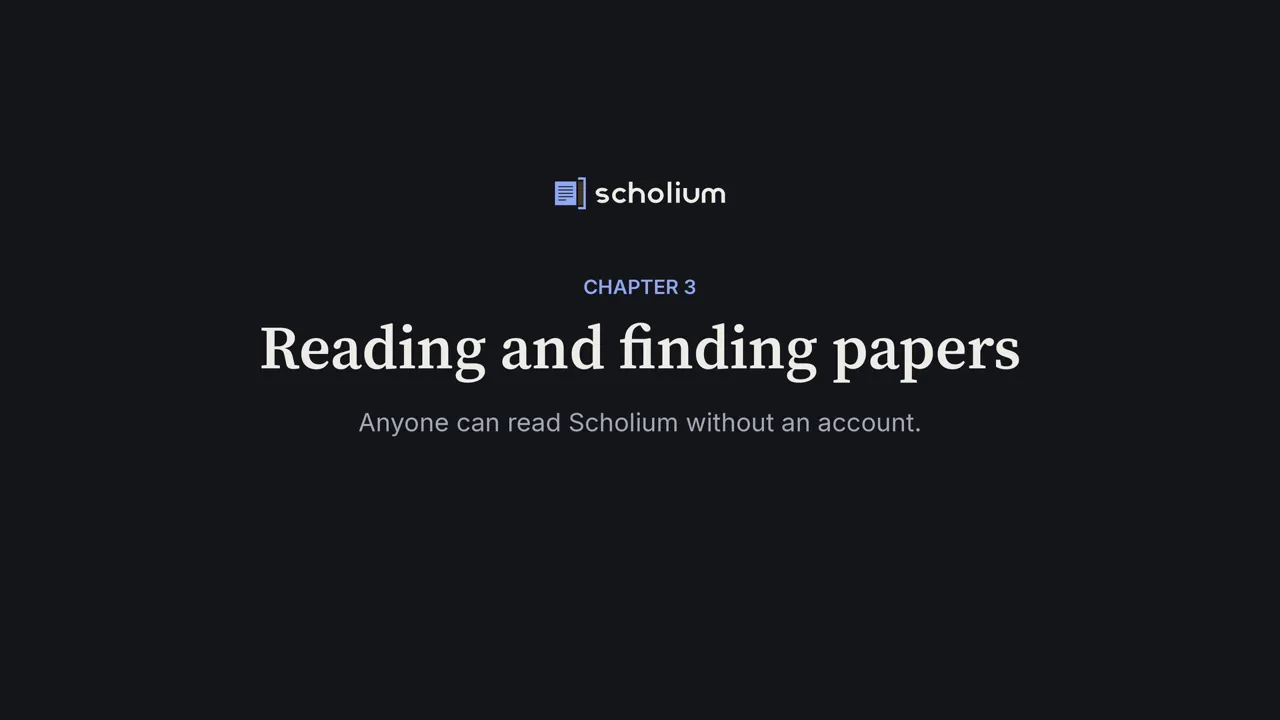 scholium
CHAPTER 3
Reading and finding papers
Anyone can read Scholium without an account.